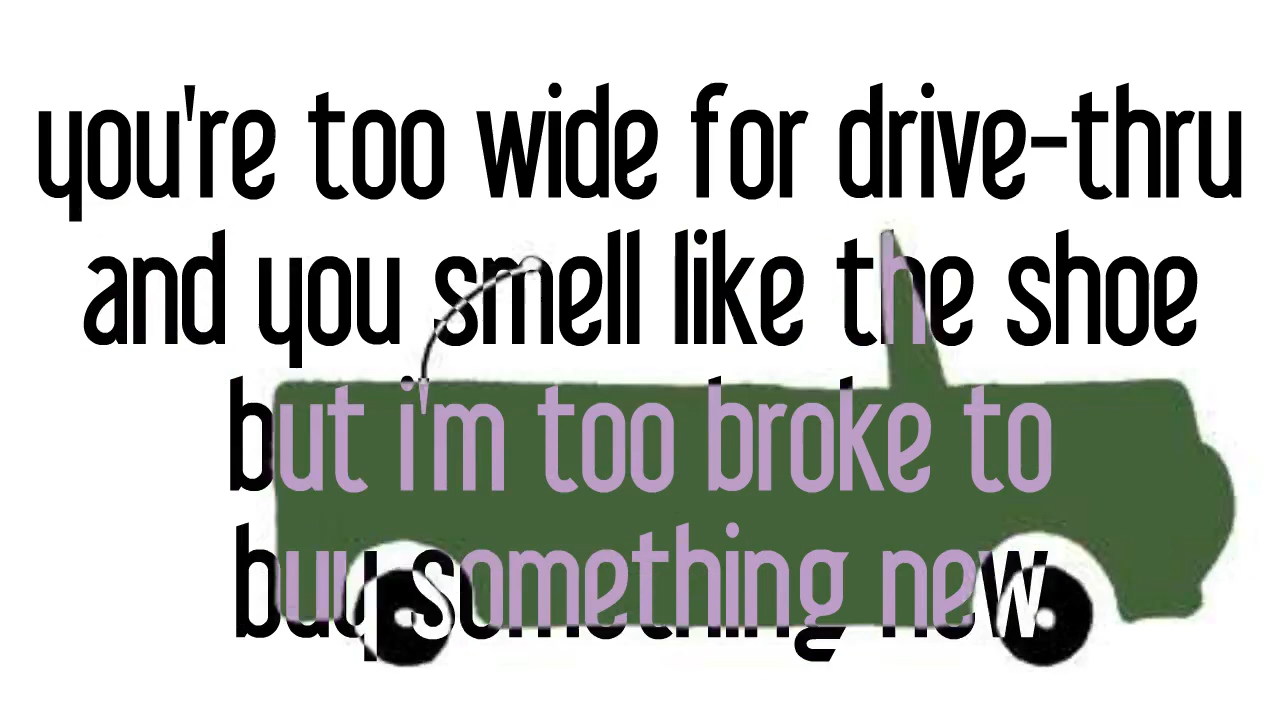 you're too wide for drive-thru
and you smell like the shoe
but i'm too broke to
buy something new